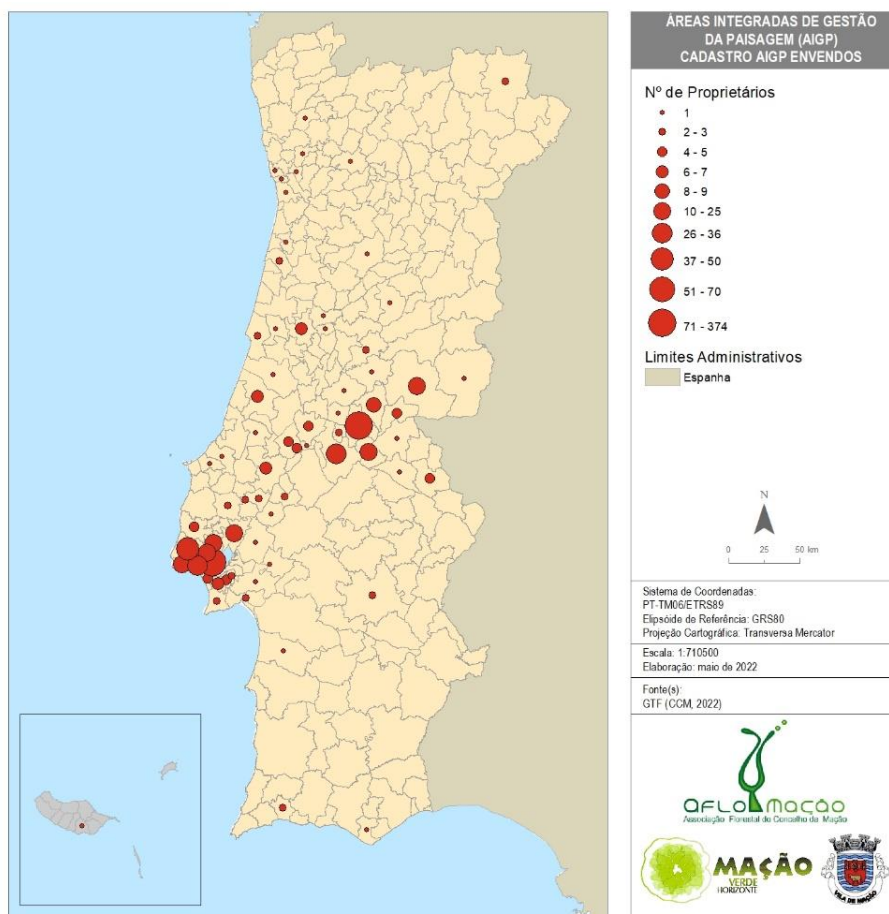 ÁREAS INTEGRADAS DE GESTÃO
DA PAISAGEM (AIGP)
CADASTRO AIGP ENVENDOS
Nº de Proprietários
1
2 - 3
4 - 5
6 - 7
8 - 9
10 - 25
26 - 36
37 - 50
51 - 70
71 - 374
Limites Administrativos
Espanha
N
0 25 50 km
Sistema de Coordenadas:
PT-TM06/ETRS89
Elipsóide de Referência: GRS80
Projeção Cartográfica: Transversa Mercator
Escala: 1:710500
Elaboração: maio de 2022
Fonte(s):
GTF (CCM, 2022)
aflomação
Associação Florestal do Concelho de Mação
MAÇÃO
VERDE
HORIZONTE
VILA DE MAÇÃO